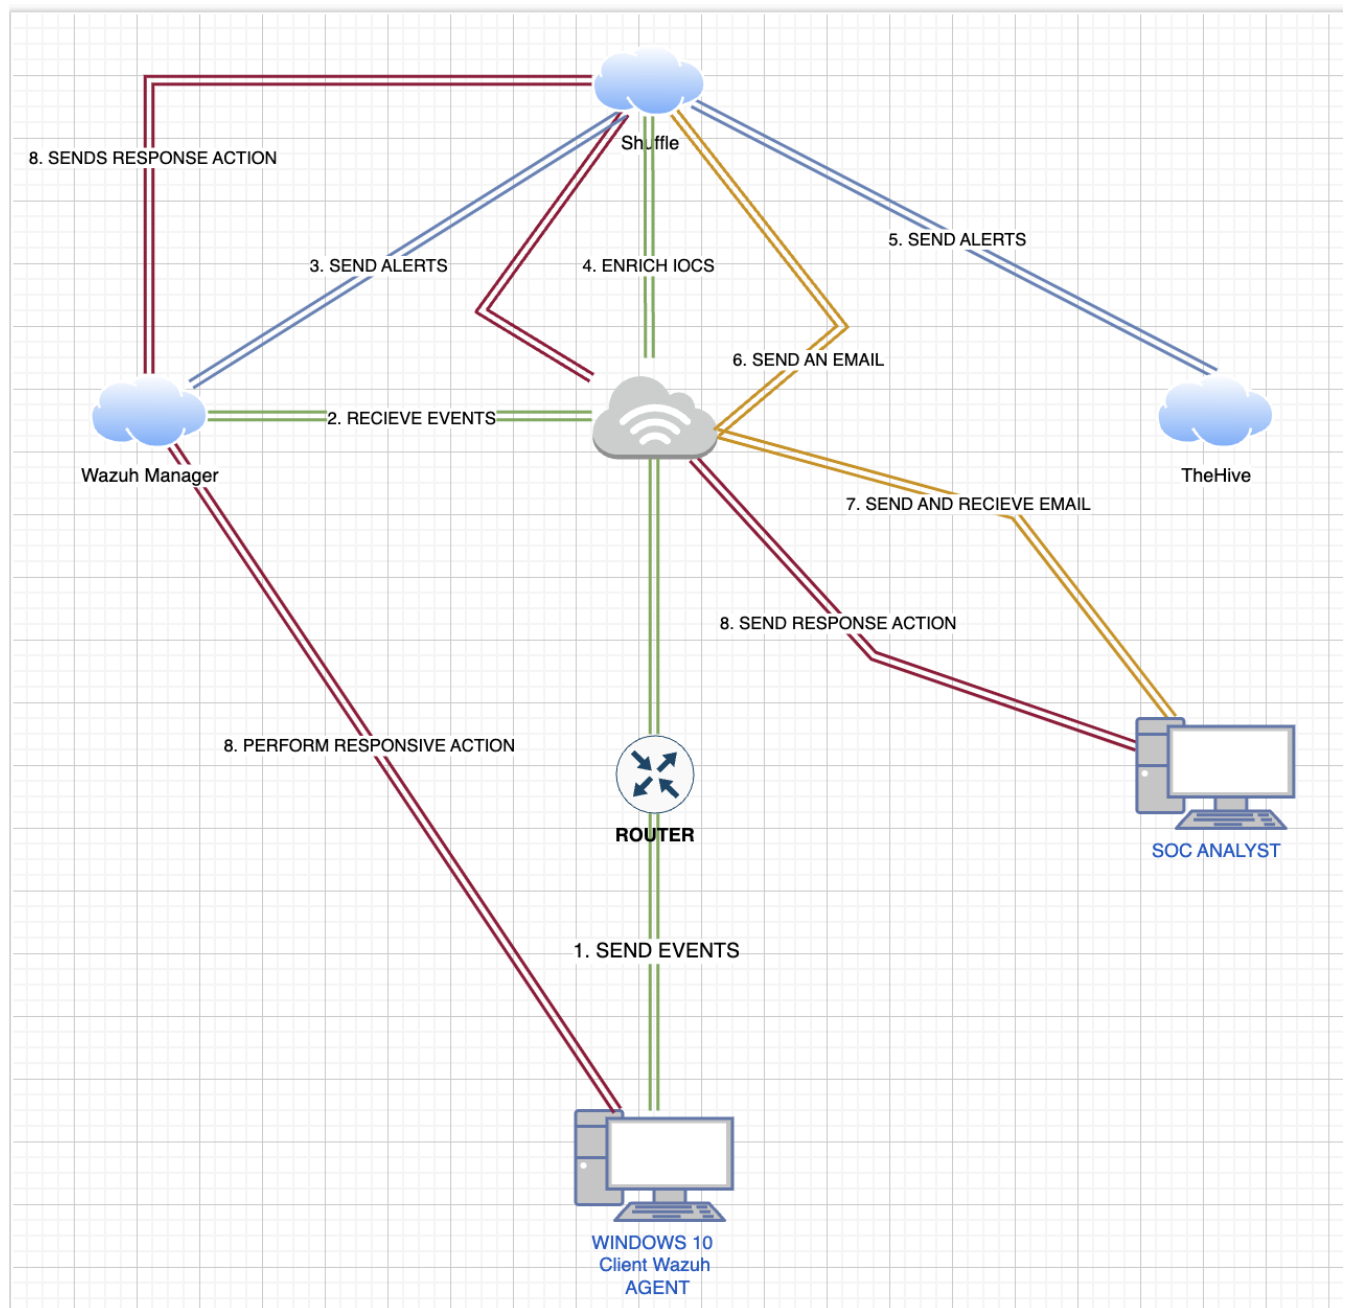 Shuffle
8. SENDS RESPONSE ACTION
5. SEND ALERTS
3. SEND ALERTS
4. ENRICH IOCS
6. SEND AN EMAIL
2. RECIEVE EVENTS
Wazuh Manager
TheHive
7. SEND AND RECIEVE EMAIL
8. SEND RESPONSE ACTION
8. PERFORM RESPONSIVE ACTION
ROUTER
SOC ANALYST
1. SEND EVENTS
WINDOWS 10
Client Wazuh
AGENT